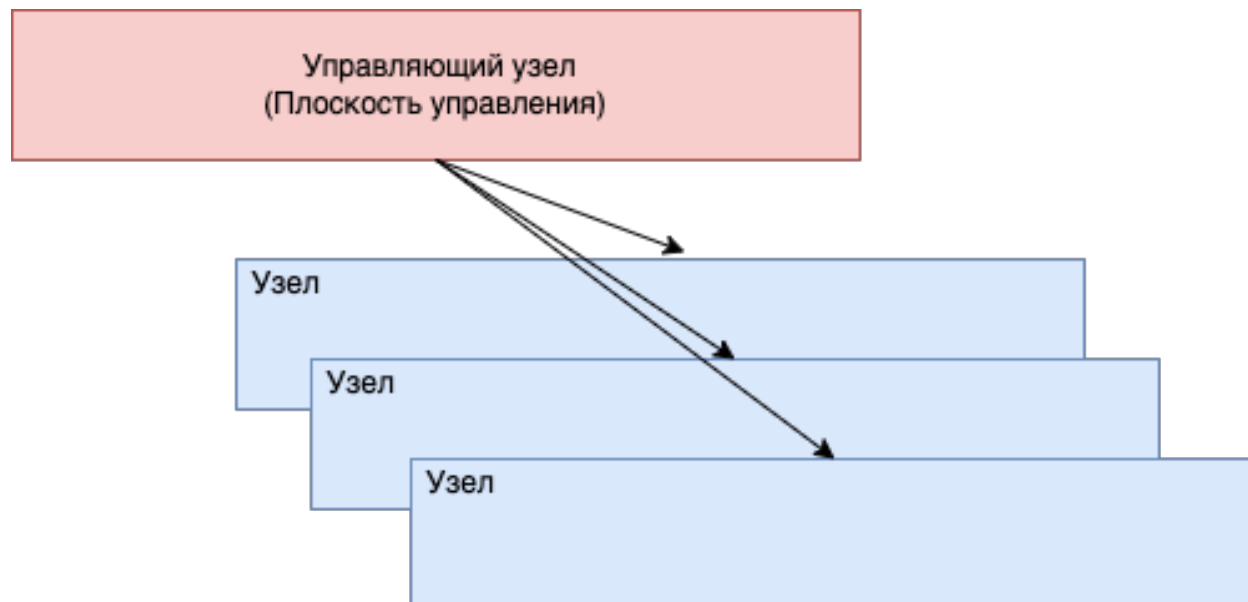 Управляющий узел
(Плоскость управления)
Узел
Узел
Узел